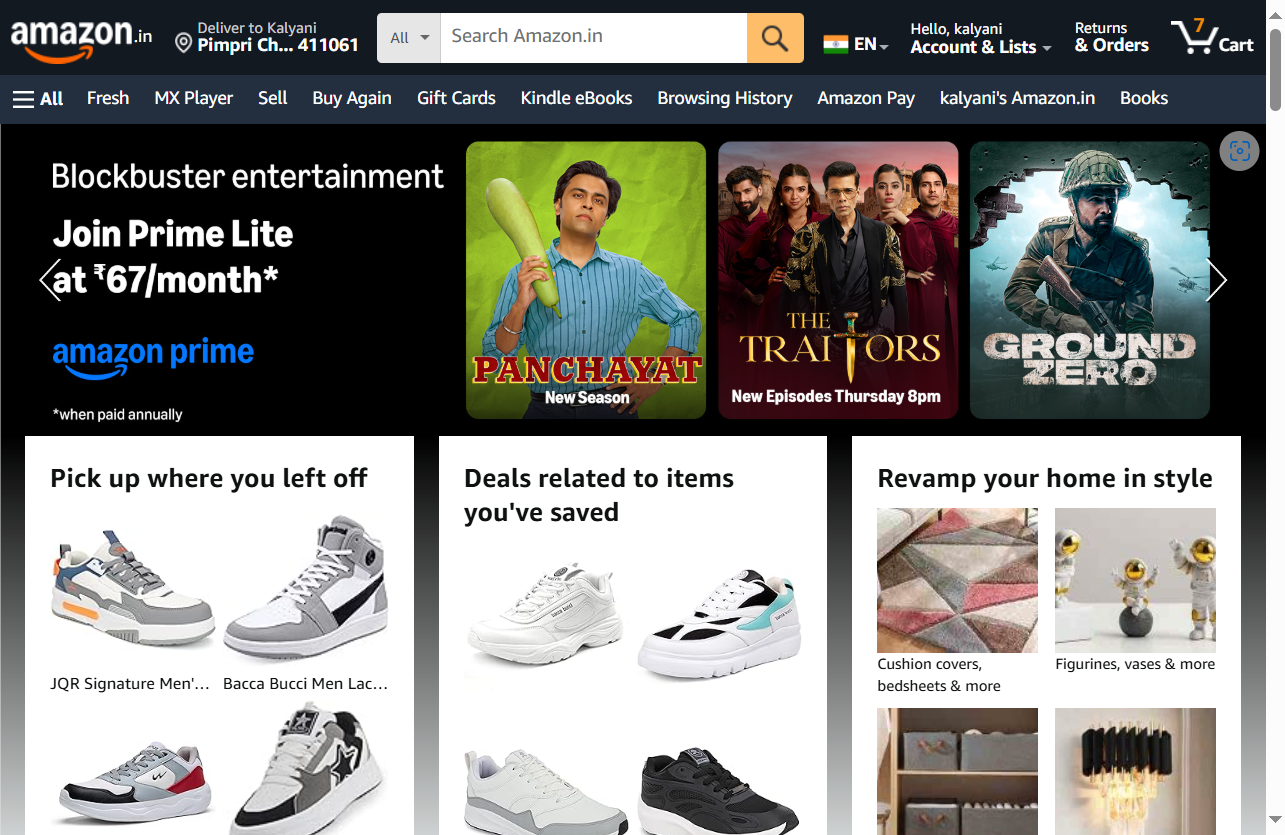 amazon.in
Deliver to Kalyani
Pimpri Ch... 411061
All
Search Amazon.in
EN
Hello, kalyani
Account & Lists
Returns
& Orders
7
Cart
All
Fresh
MX Player
Sell
Buy Again
Gift Cards
Kindle eBooks
Browsing History
Amazon Pay
kalyani's Amazon.in
Books
Blockbuster entertainment
Join Prime Lite
at ₹67/month*
amazon prime
*when paid annually
PANCHAYAT
New Season
THE
TRAITORS
New Episodes Thursday 8pm
GROUND
ZERO
Pick up where you left off
JQR Signature Men'...
Bacca Bucci Men Lac...
Deals related to items
you've saved
bacca bucci
Revamp your home in style
Cushion covers,
bedsheets & more
Figurines, vases & more